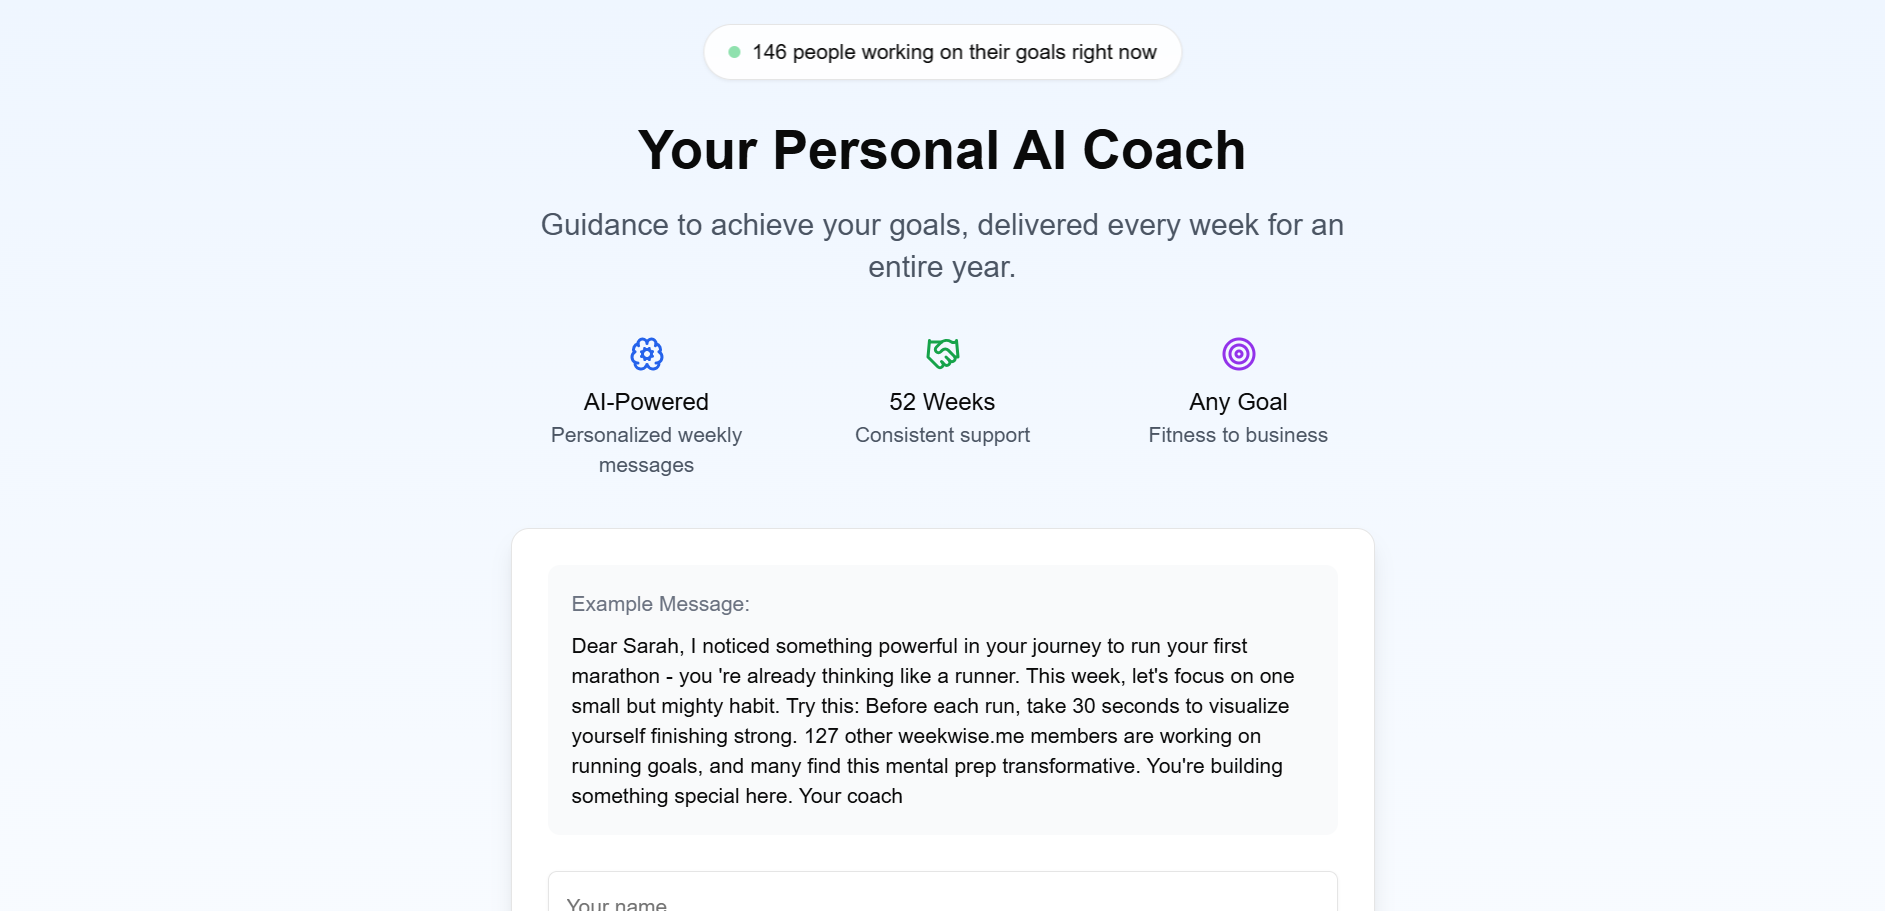 146 people working on their goals right now
Your Personal AI Coach
Guidance to achieve your goals, delivered every week for an
entire year.
AI-Powered
Personalized weekly
messages
52 Weeks
Consistent support
Any Goal
Fitness to business
Example Message:
Dear Sarah, I noticed something powerful in your journey to run your first
marathon - you 're already thinking like a runner. This week, let's focus on one
small but mighty habit. Try this: Before each run, take 30 seconds to visualize
yourself finishing strong. 127 other weekwise.me members are working on
running goals, and many find this mental prep transformative. You're building
something special here. Your coach
Your name